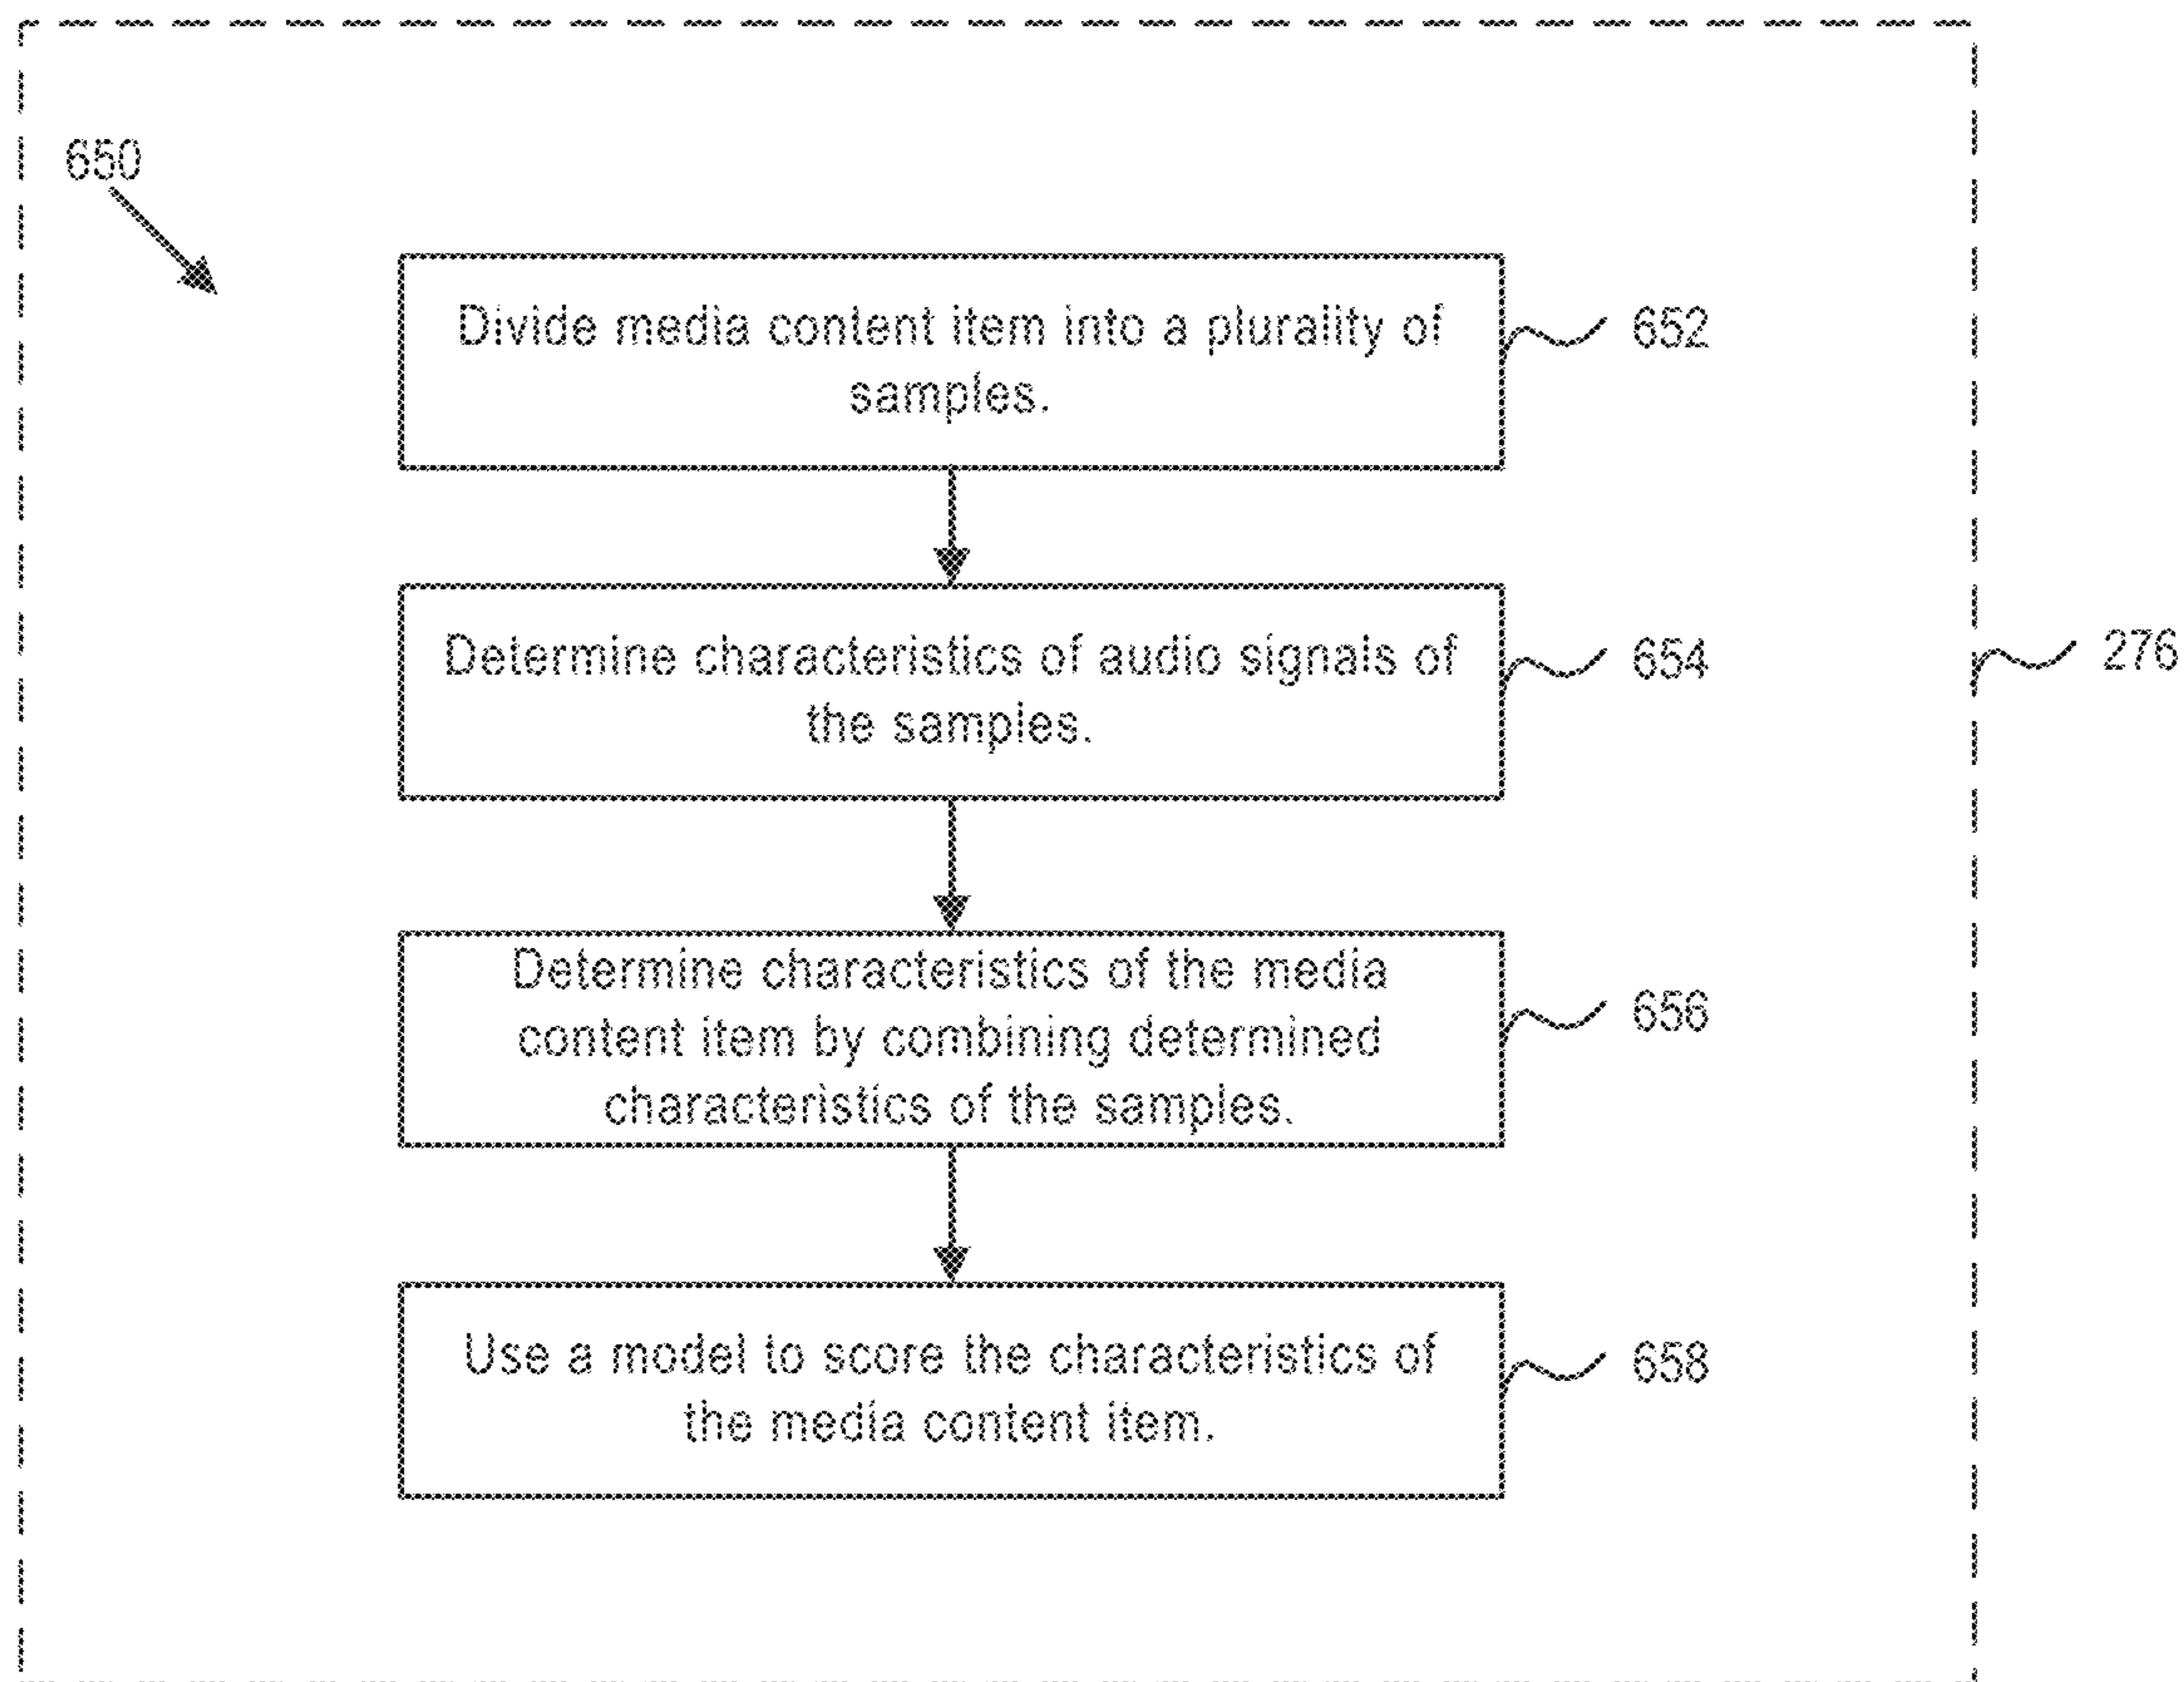 650
Divide media content item into a plurality of
samples.
652
Determine characteristics of audio signals of
the samples.
654
276
Determine characteristics of the media
content item by combining determined
characteristics of the samples.
656
Use a model to score the characteristics of
the media content item.
658